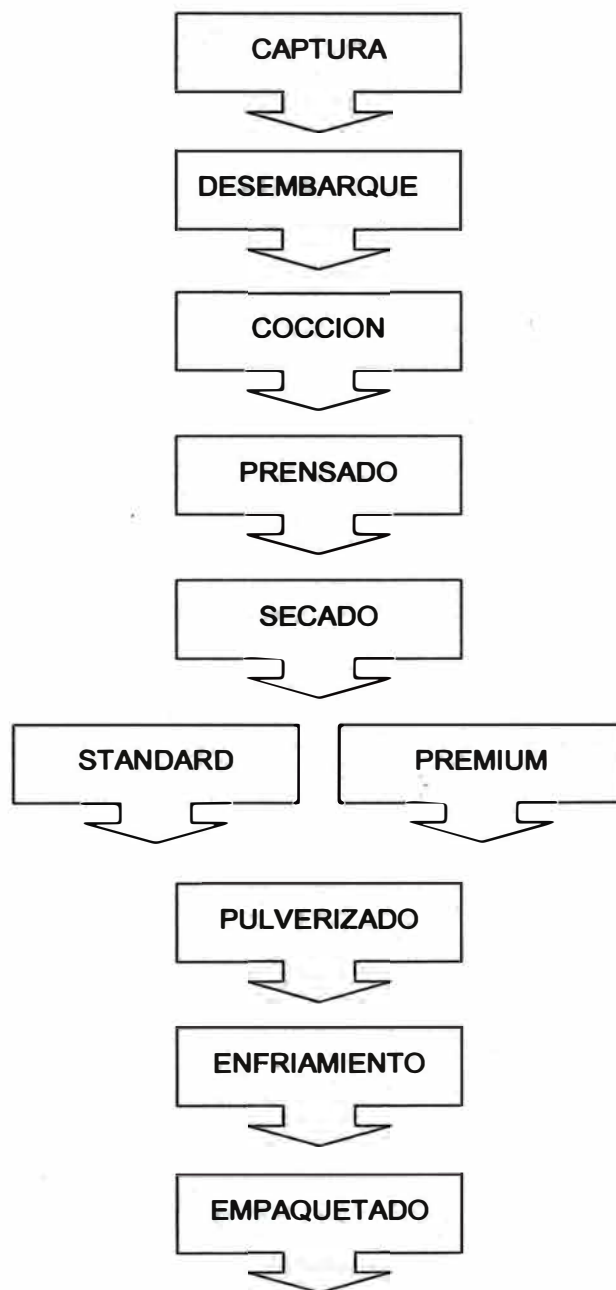 CAPTURA
DESEMBARQUE
COCCION
PRENSADO
SECADO
STANDARD
PREMIUM
PULVERIZADO
ENFRIAMIENTO
EMPAQUETADO